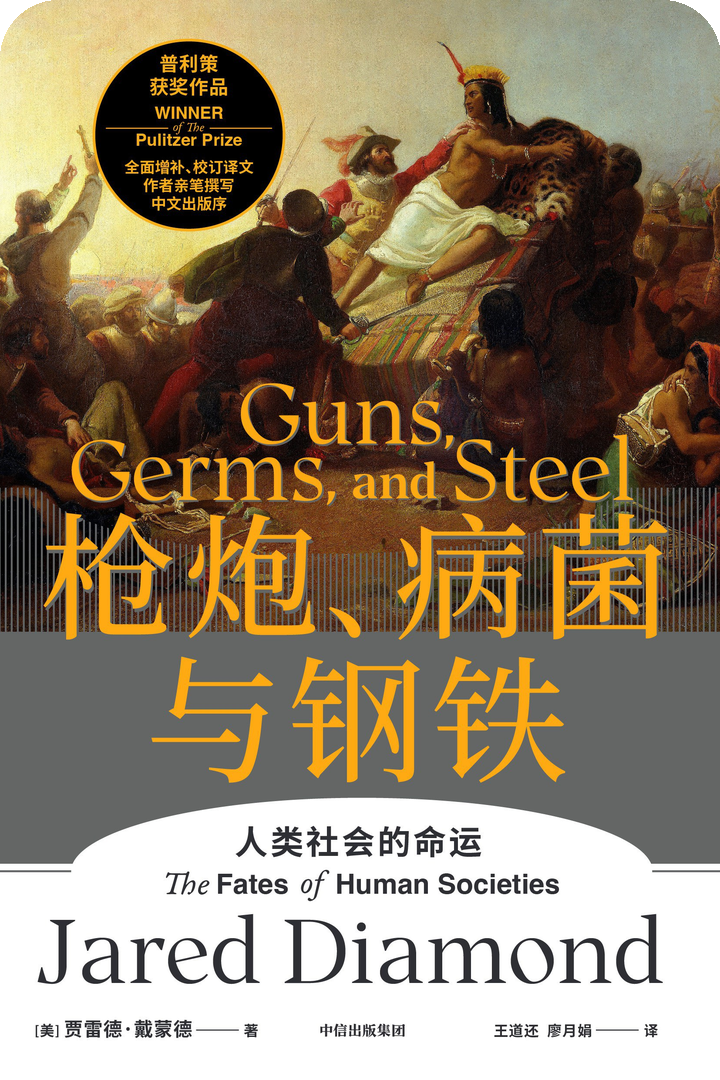 普利策
获奖作品
WINNER
of The
Pulitzer Prize
全面增补、校订译文
作者亲笔撰写
中文出版序
Guns,
Germs, and Steel
枪炮、病菌
与钢铁
人类社会的命运
The Fates of Human Societies
Jared Diamond
[美] 贾雷德·戴蒙德——著 中信出版集团 王道还 廖月娟——译